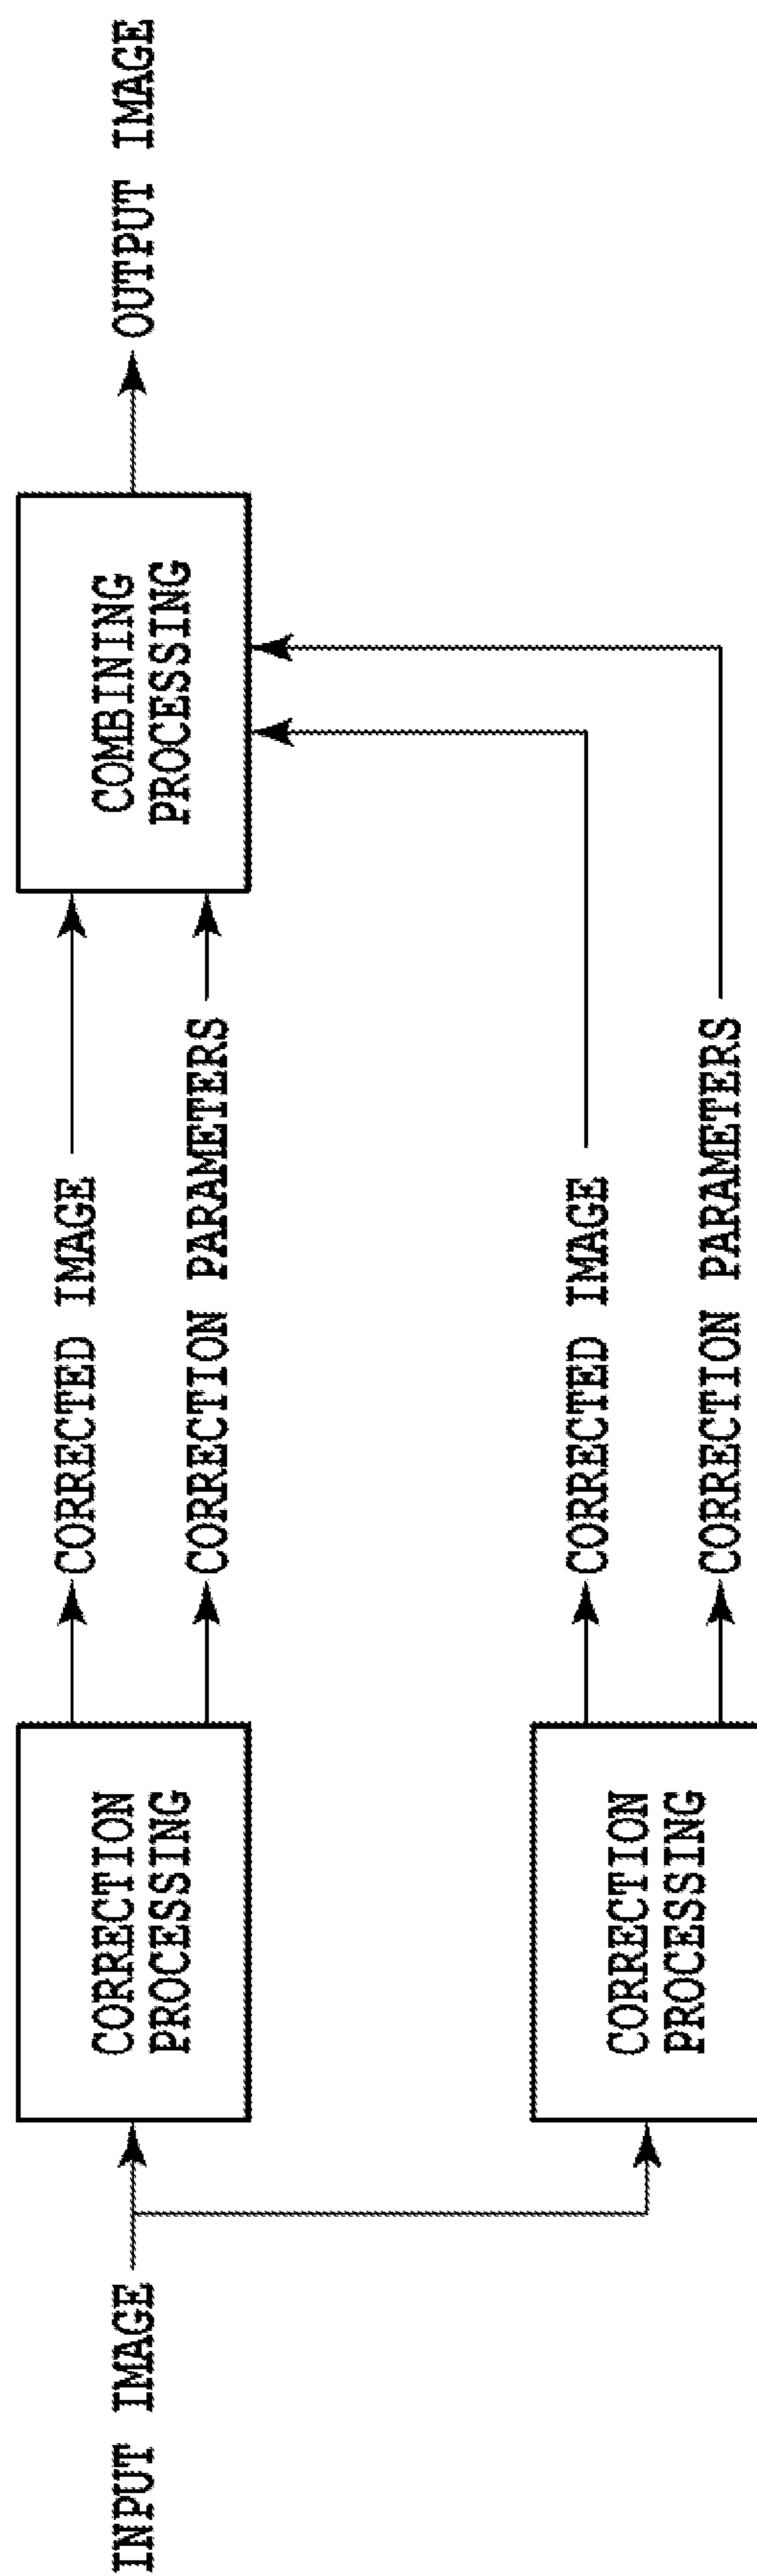 INPUT IMAGE
CORRECTION
PROCESSING
CORRECTED IMAGE
CORRECTION PARAMETERS
COMBINING
PROCESSING
OUTPUT IMAGE
CORRECTION
PROCESSING
CORRECTED IMAGE
CORRECTION PARAMETERS